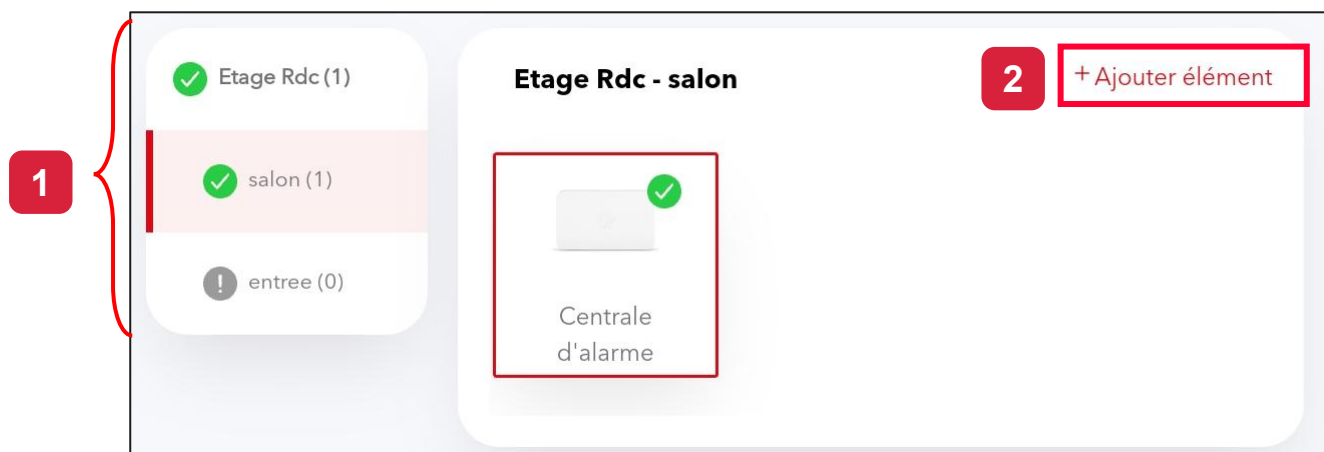 1
Etage Rdc (1)
salon (1)
entree (0)
Etage Rdc - salon
2
+ Ajouter élément
Centrale
d'alarme